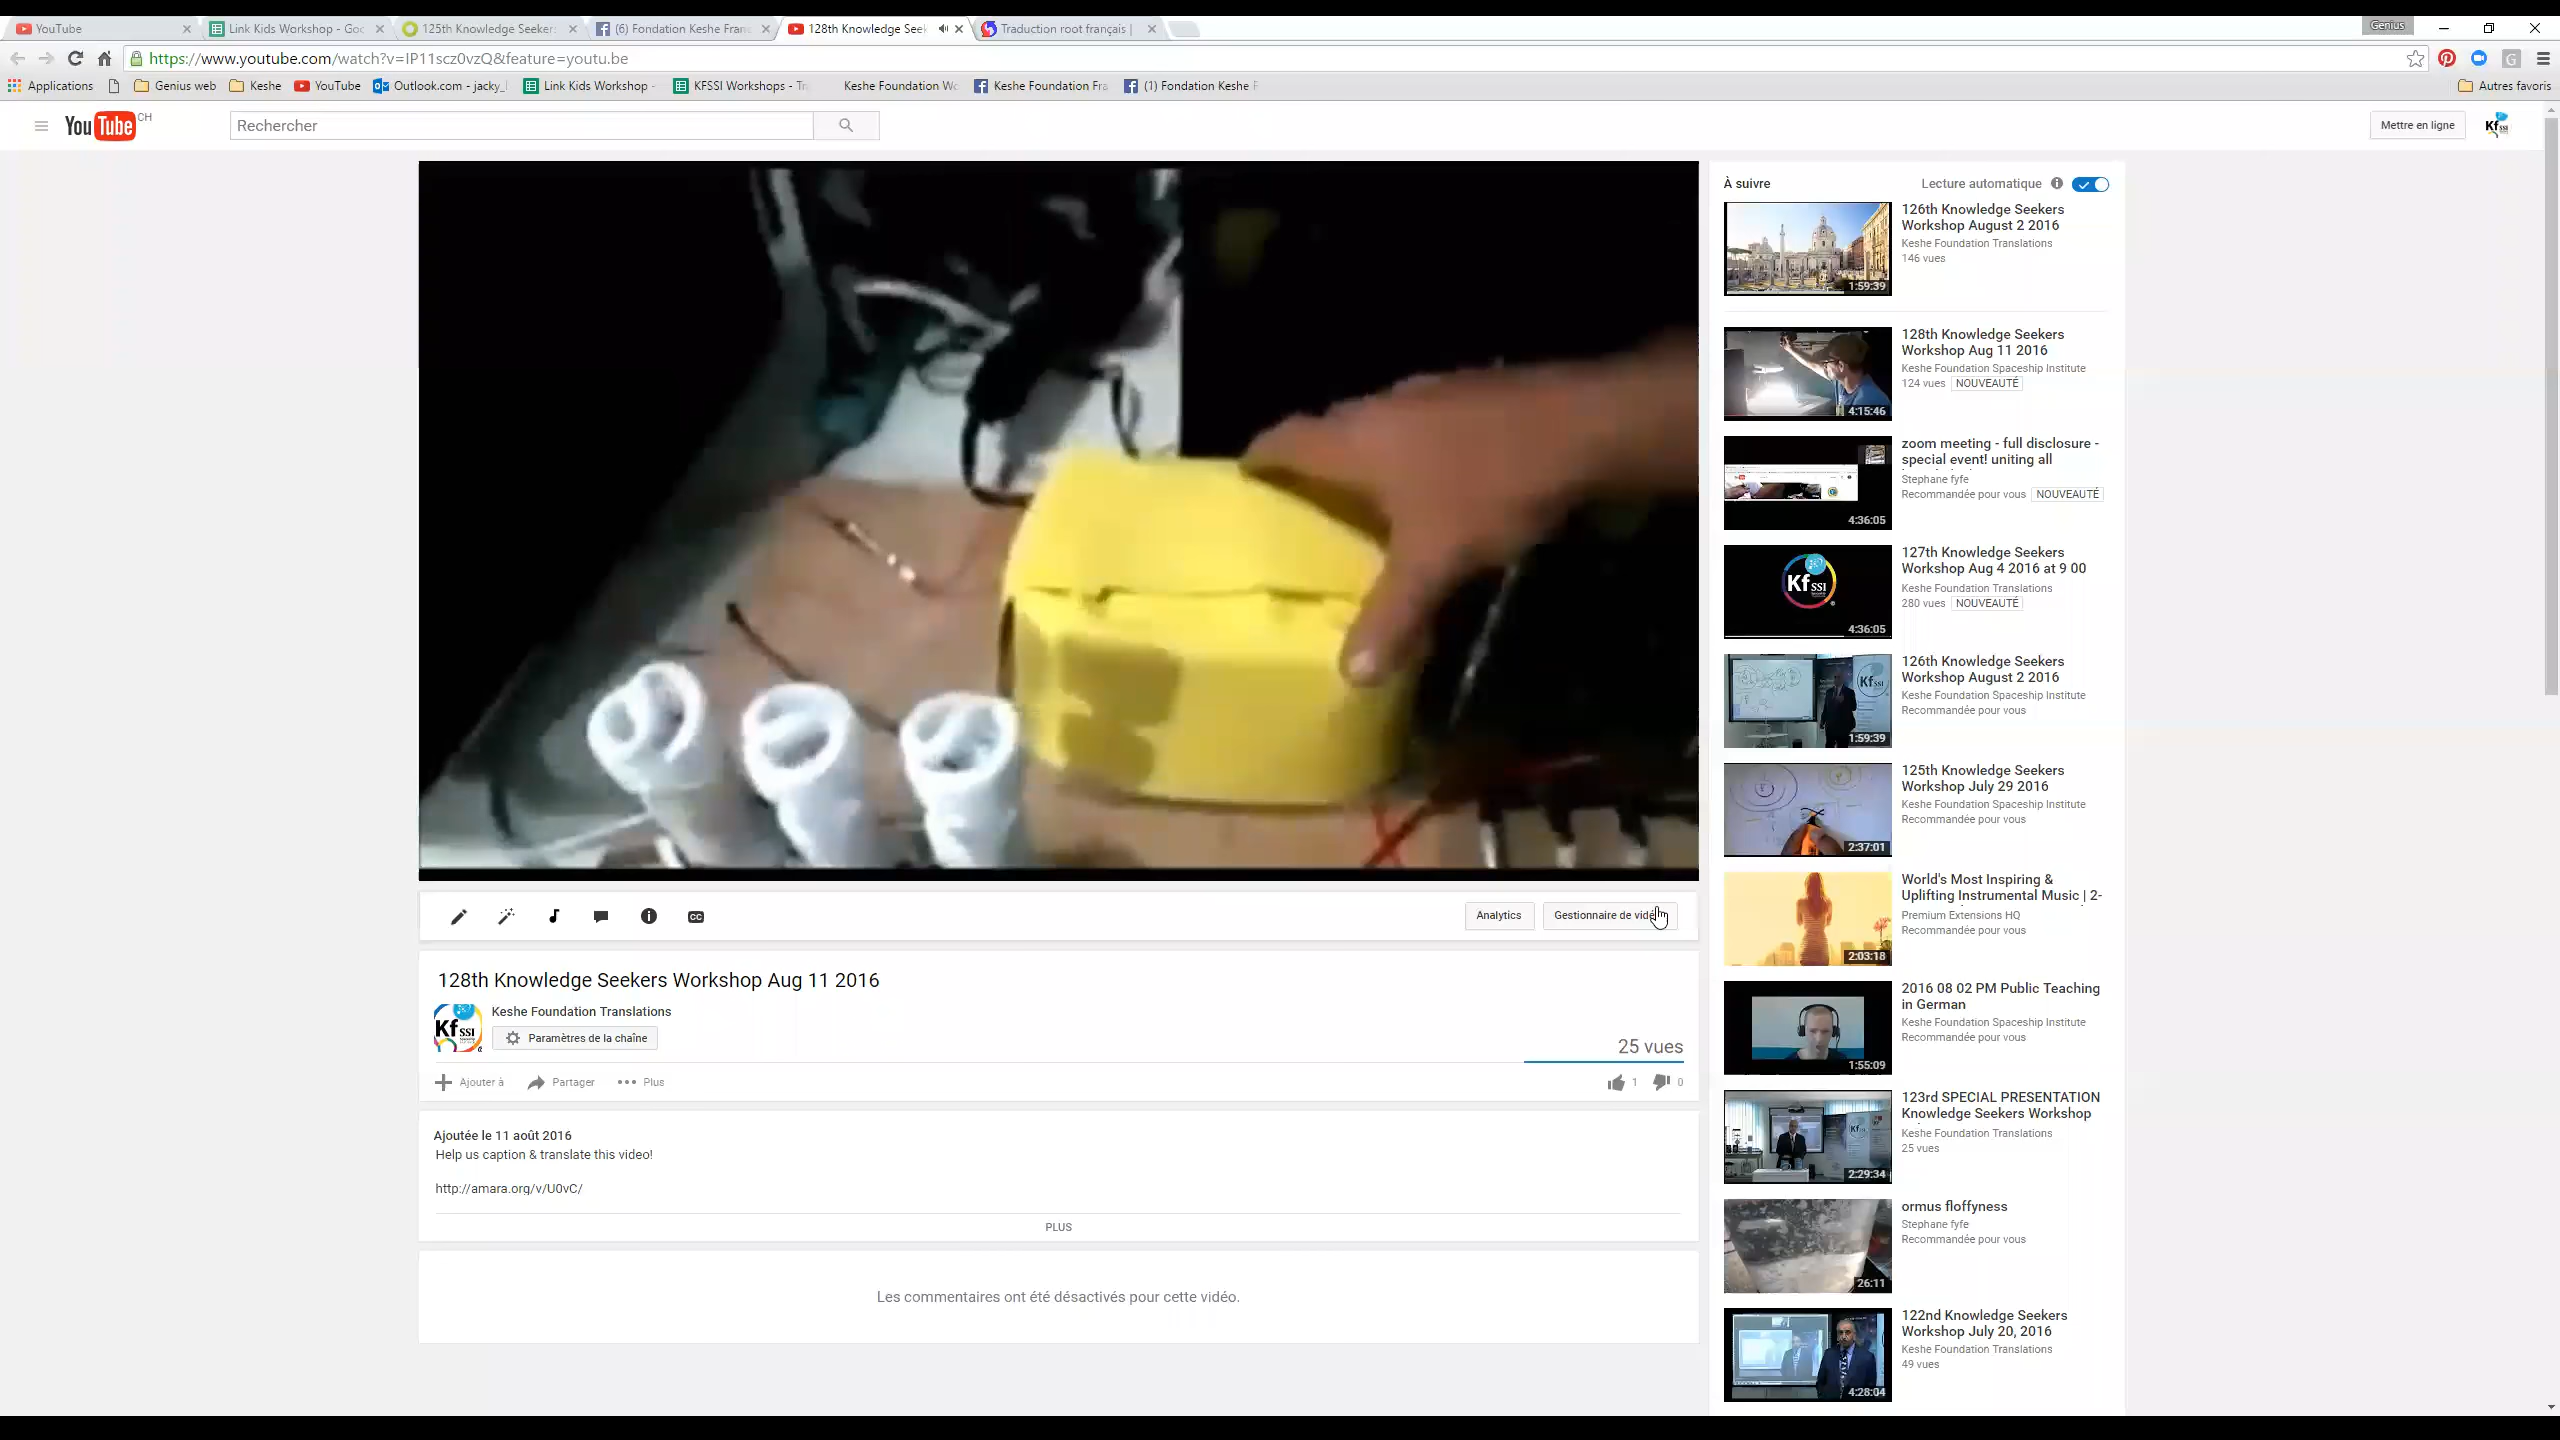 YouTube
Link Kids Workshop - Goo
125th Knowledge Seekers
(6) Fondation Keshe Fran
128th Knowledge Seek
Traduction root français |
Genius
https://www.youtube.com/watch?v=IP11scz0vzQ&feature=youtu.be
Applications
Genius web
Keshe
YouTube
Outlook.com - jacky_
Link Kids Workshop -
KFSSI Workshops - Tr
Keshe Foundation Wo
Keshe Foundation Fra
(1) Fondation Keshe F
Autres favoris
YouTube CH
Rechercher
Mettre en ligne
Kf SSI
À suivre
Lecture automatique
126th Knowledge Seekers
Workshop August 2 2016
Keshe Foundation Translations
146 vues
1:59:39
128th Knowledge Seekers
Workshop Aug 11 2016
Keshe Foundation Spaceship Institute
124 vues NOUVEAUTÉ
4:15:46
zoom meeting - full disclosure -
special event! uniting all
Stephane fyfe
Recommandée pour vous NOUVEAUTÉ
4:36:05
127th Knowledge Seekers
Workshop Aug 4 2016 at 9 00
Keshe Foundation Translations
280 vues NOUVEAUTÉ
Kf SSI
4:36:05
126th Knowledge Seekers
Workshop August 2 2016
Keshe Foundation Spaceship Institute
Recommandée pour vous
Kf SSI
1:59:39
125th Knowledge Seekers
Workshop July 29 2016
Keshe Foundation Spaceship Institute
Recommandée pour vous
2:37:01
World's Most Inspiring &
Uplifting Instrumental Music | 2-
Premium Extensions HQ
Recommandée pour vous
2:03:18
2016 08 02 PM Public Teaching
in German
Keshe Foundation Spaceship Institute
Recommandée pour vous
1:55:09
123rd SPECIAL PRESENTATION
Knowledge Seekers Workshop
Keshe Foundation Translations
25 vues
2:29:34
ormus floffyness
Stephane fyfe
Recommandée pour vous
26:11
122nd Knowledge Seekers
Workshop July 20, 2016
Keshe Foundation Translations
49 vues
4:28:04
CC
Analytics
Gestionnaire de vidé
128th Knowledge Seekers Workshop Aug 11 2016
Kf SSI
Keshe Foundation Translations
Paramètres de la chaîne
25 vues
Ajouter à
Partager
Plus
1
0
Ajoutée le 11 août 2016
Help us caption & translate this video!
http://amara.org/v/U0vC/
PLUS
Les commentaires ont été désactivés pour cette vidéo.